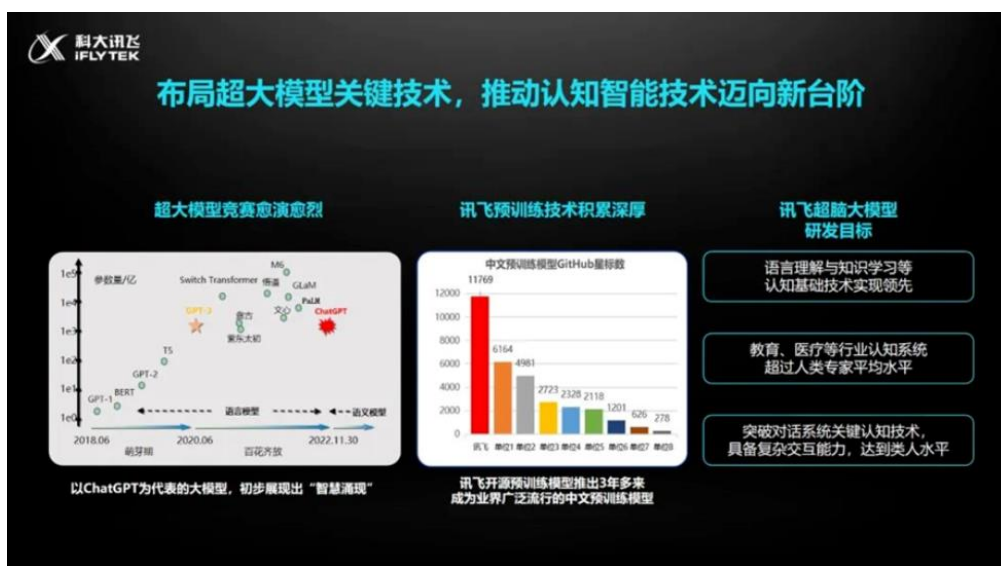 科大讯飞
iFLYTEK
布局超大模型关键技术，推动认知智能技术迈向新台阶
超大模型竞赛愈演愈烈
参数量/亿
1e5
1e4
1e3
1e2
1e1
1e0
M6
Switch Transformer
悟道
GLaM
PaLM
GPT-3
盘古
文心
ChatGPT
紫东太初
T5
GPT-2
BERT
GPT-1
语言模型
语义模型
2018.06
2020.06
2022.11.30
萌芽期
百花齐放
以ChatGPT为代表的大模型，初步展现出“智慧涌现”
讯飞预训练技术积累深厚
中文预训练模型GitHub星标数
12000
10000
8000
6000
4000
2000
0
11769
6164
4981
2723
2328
2118
1201
626
278
讯飞 单位1 单位2 单位3 单位4 单位5 单位6 单位7 单位8
讯飞开源预训练模型推出3年多来
成为业界广泛流行的中文预训练模型
讯飞超脑大模型
研发目标
语言理解与知识学习等
认知基础技术实现领先
教育、医疗等行业认知系统
超过人类专家平均水平
突破对话系统关键认知技术，
具备复杂交互能力，达到类人水平